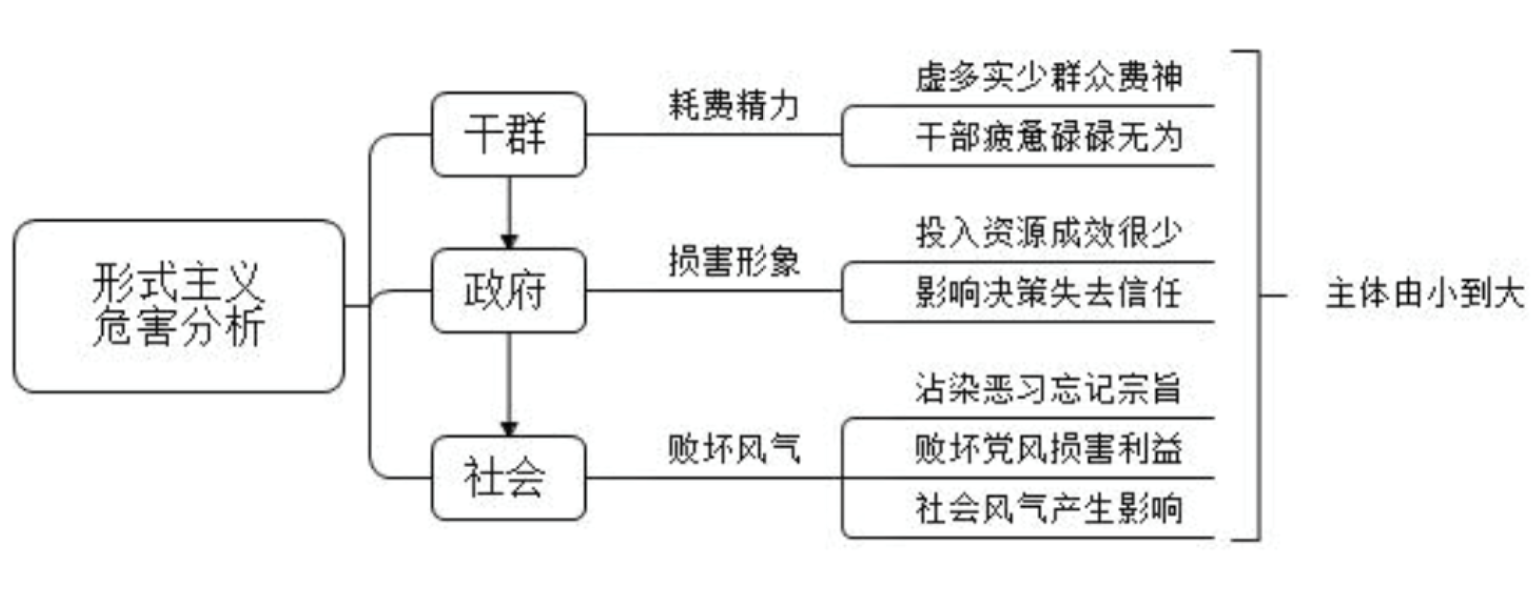 形式主义
危害分析
干群
耗费精力
虚多实少群众费神
干部疲惫碌碌无为
政府
损害形象
投入资源成效很少
影响决策失去信任
社会
败坏风气
沾染恶习忘记宗旨
败坏党风损害利益
社会风气产生影响
主体由小到大